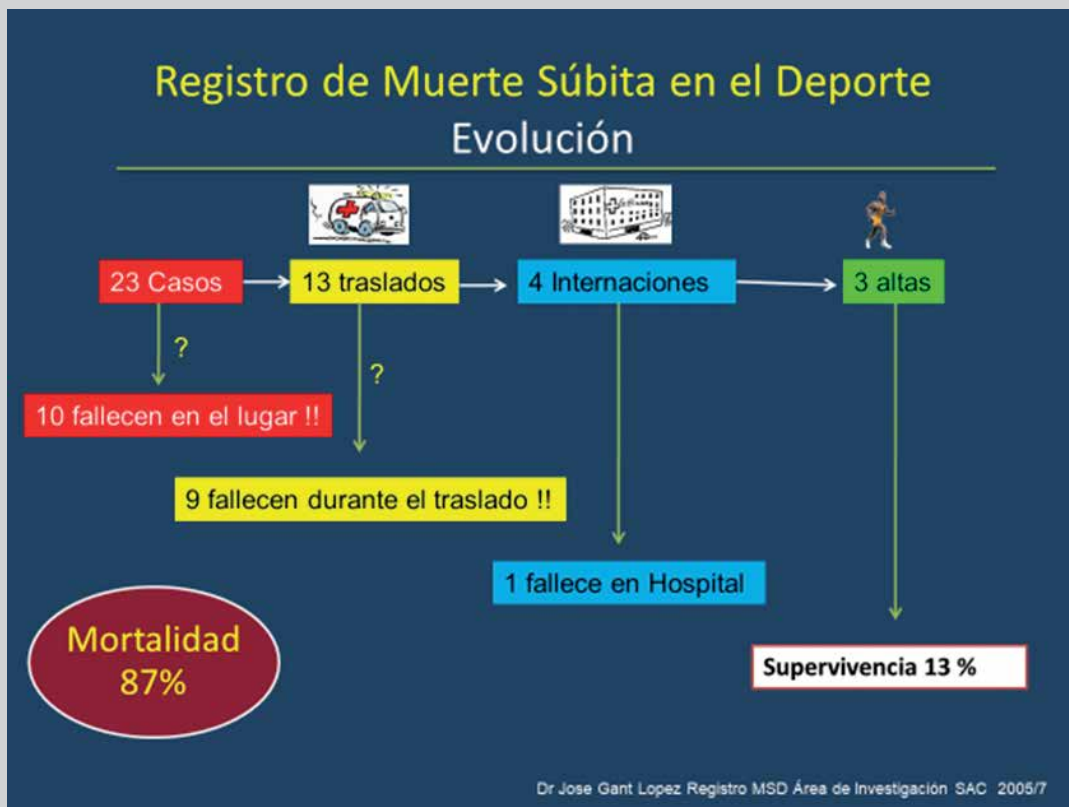 Registro de Muerte Súbita en el Deporte
Evolución
23 Casos
13 traslados
4 Internaciones
3 altas
?
?
10 fallecen en el lugar !!
9 fallecen durante el traslado !!
1 fallece en Hospital
Mortalidad
87%
Supervivencia 13 %
Dr Jose Gant Lopez Registro MSD Área de Investigación SAC 2005/7